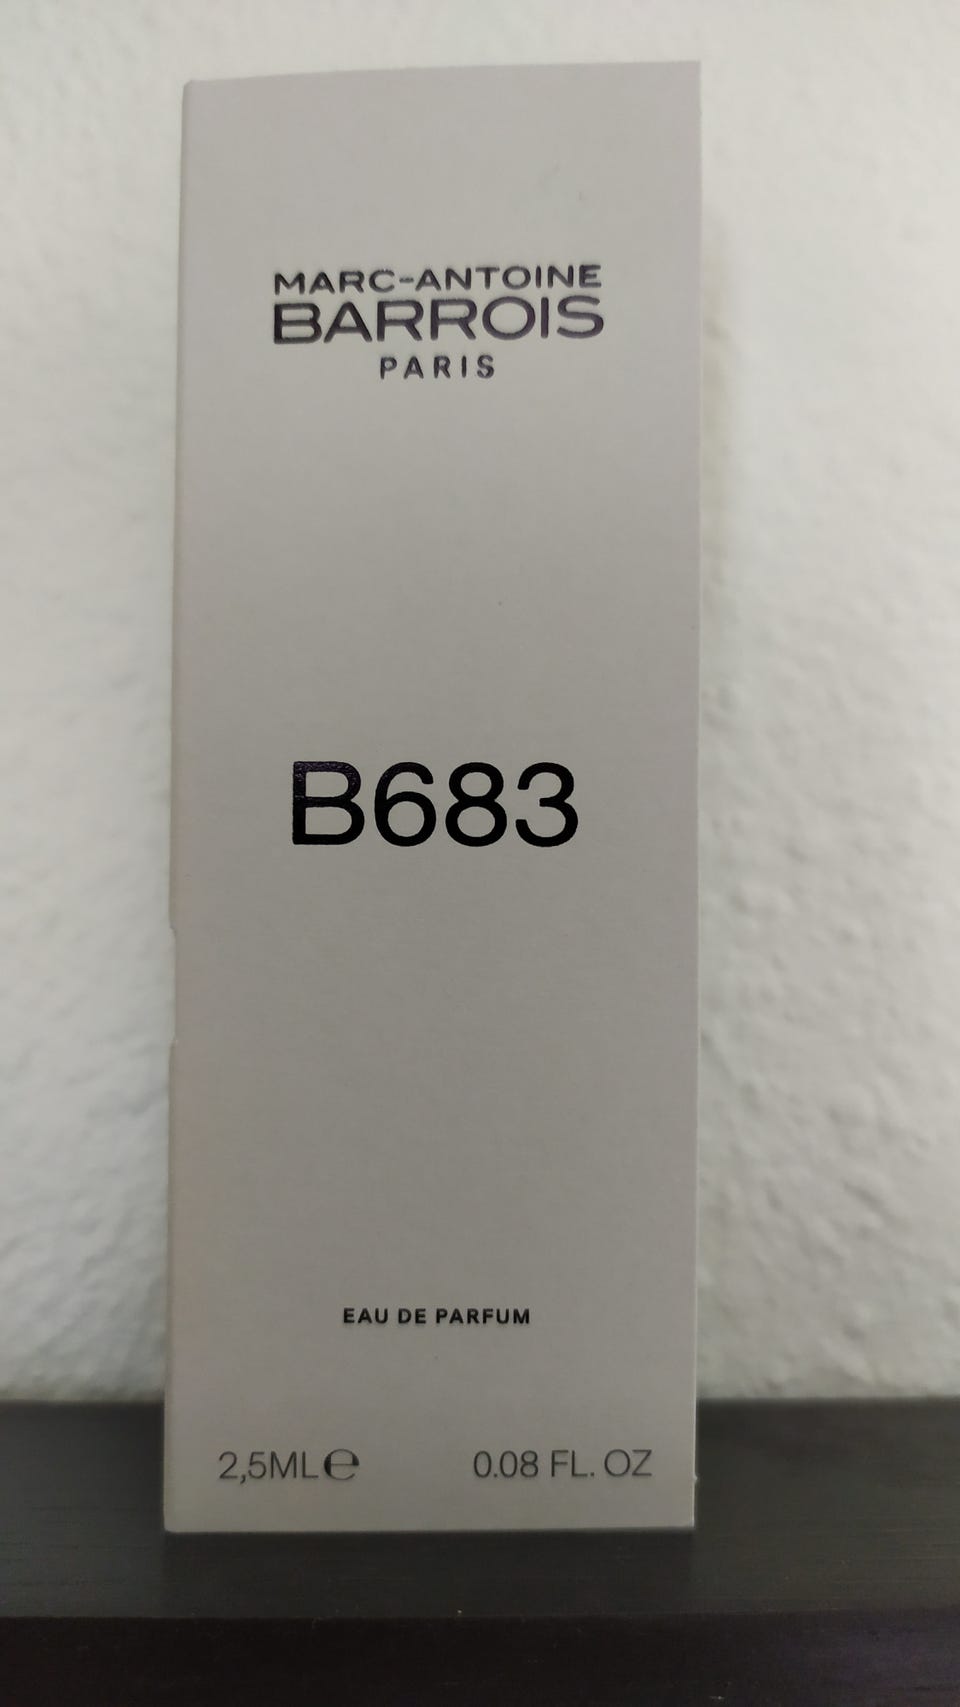 MARC-ANTOINE
BARROIS
PARIS
B683
EAU DE PARFUM
2,5ML℮ 0.08 FL. OZ